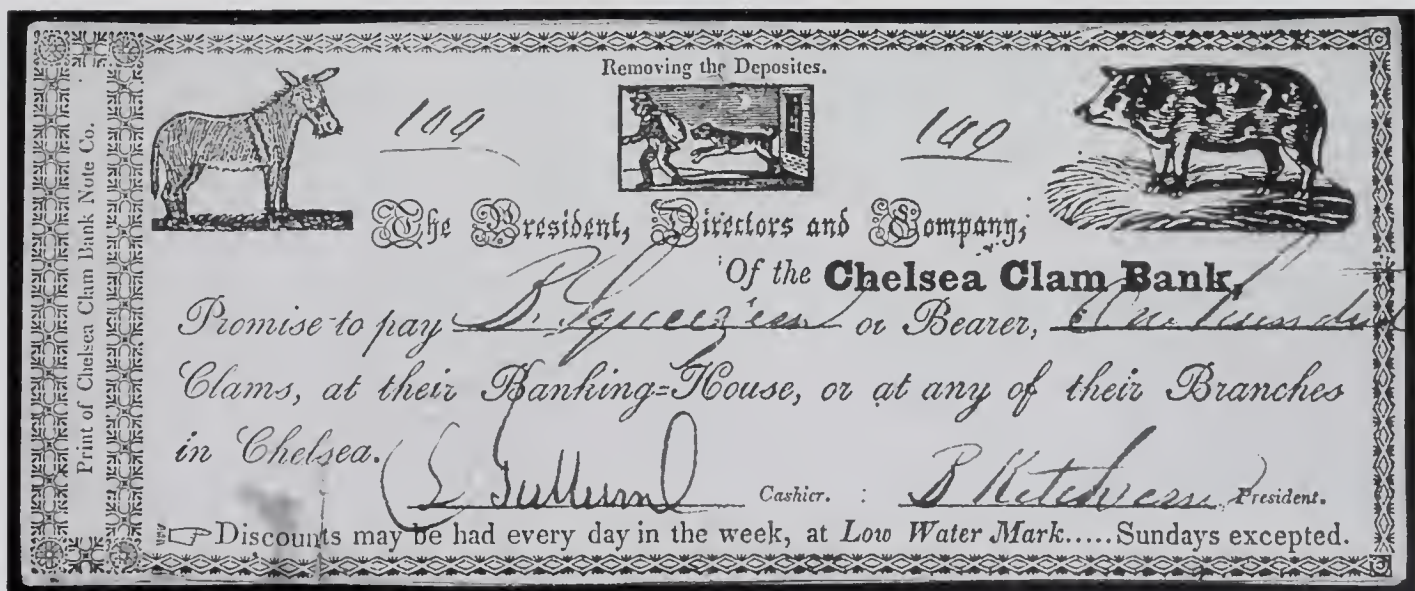 Print of Chelsea Clam Bank Note Co.
Removing the Deposites.
100
100
The President, Directors and Company,
Of the Chelsea Clam Bank,
Promise to pay B. or Bearer, One hundred
Clams, at their Banking-House, or at any of their Branches
in Chelsea.
Cashier. President.
☞ Discounts may be had every day in the week, at Low Water Mark.....Sundays excepted.